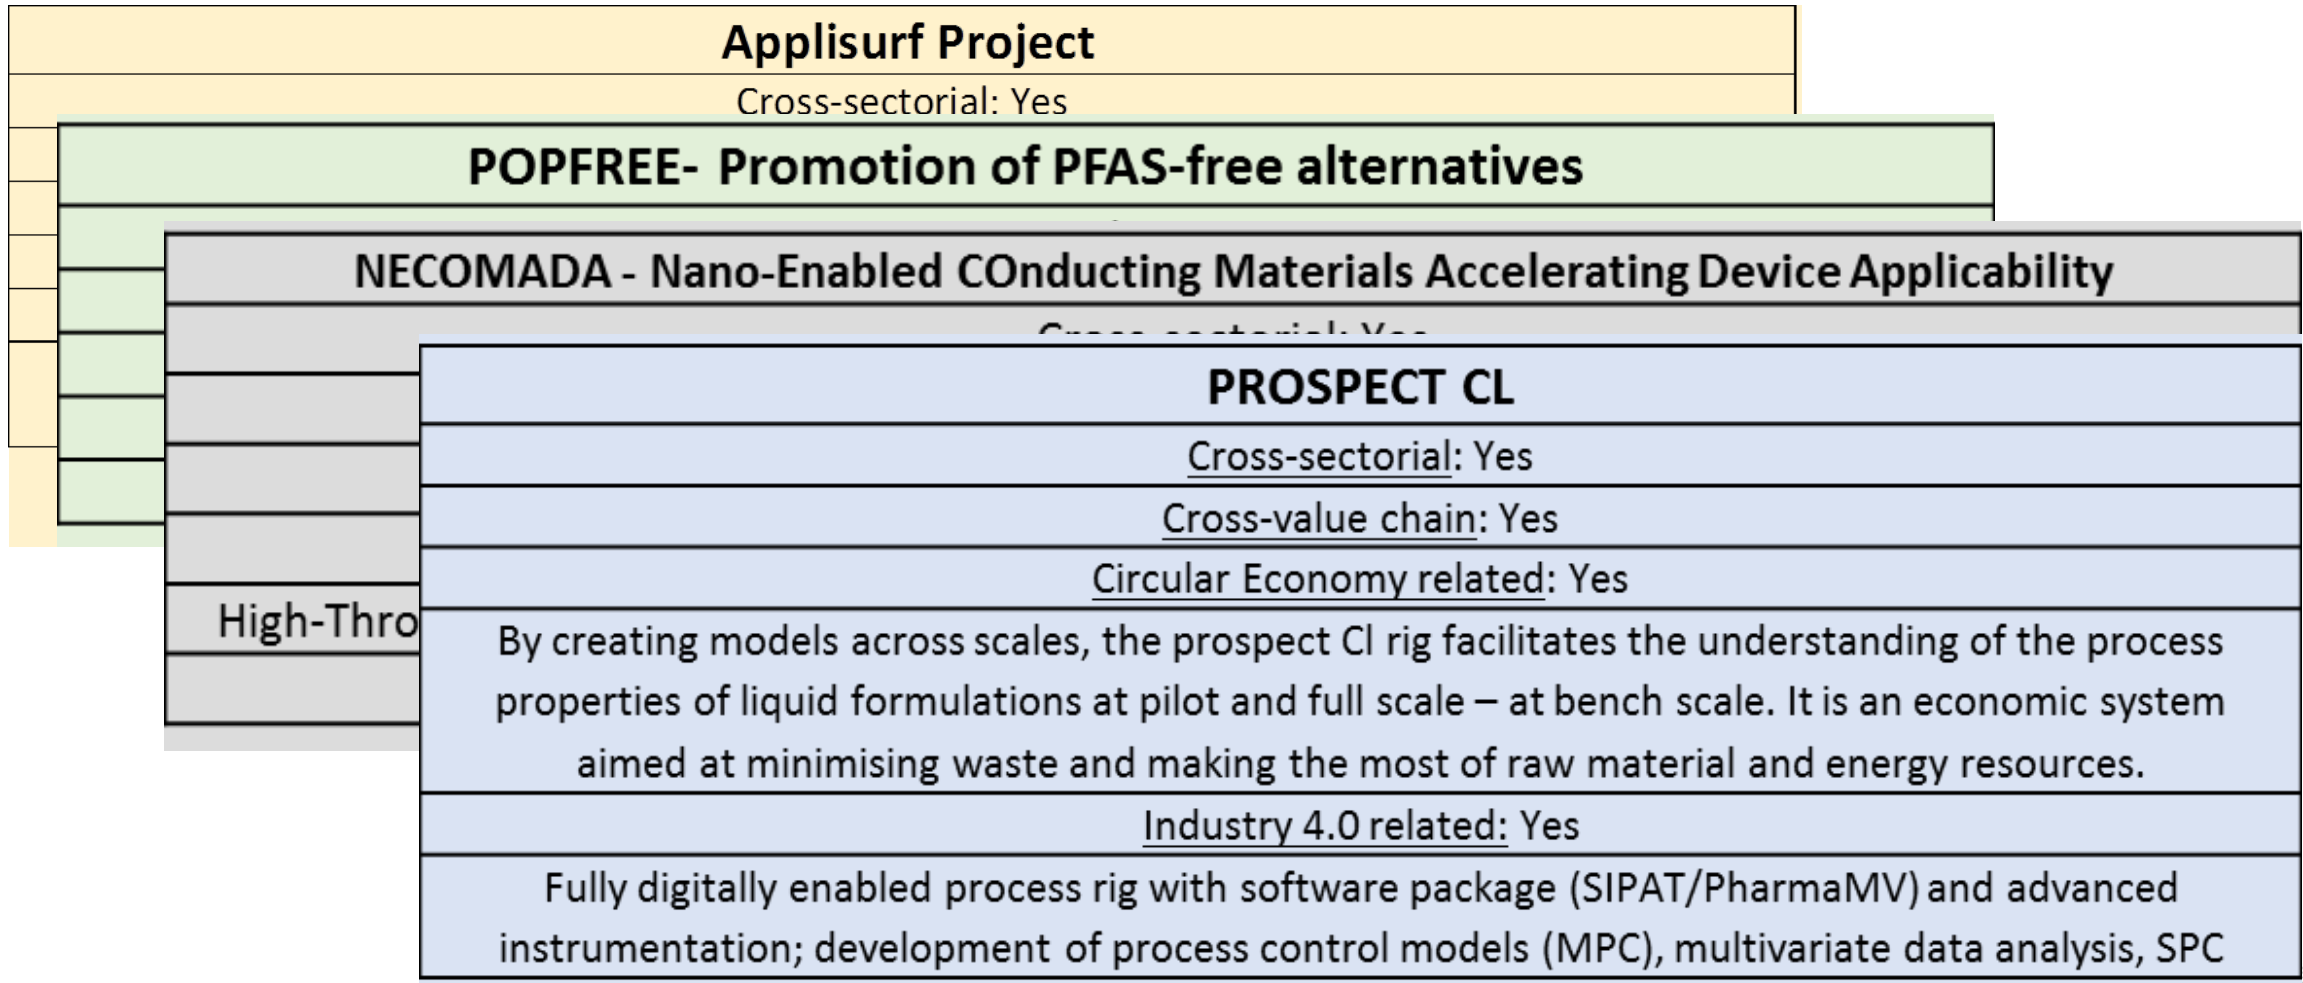 Applisurf Project
Cross-sectorial: Yes
POPFREE- Promotion of PFAS-free alternatives
NECOMADA - Nano-Enabled COnducting Materials Accelerating Device Applicability
Cross-sectorial: Yes
PROSPECT CL
Cross-sectorial: Yes
Cross-value chain: Yes
Circular Economy related: Yes
High-Thro
By creating models across scales, the prospect Cl rig facilitates the understanding of the process
properties of liquid formulations at pilot and full scale – at bench scale. It is an economic system
aimed at minimising waste and making the most of raw material and energy resources.
Industry 4.0 related: Yes
Fully digitally enabled process rig with software package (SIPAT/PharmaMV) and advanced
instrumentation; development of process control models (MPC), multivariate data analysis, SPC